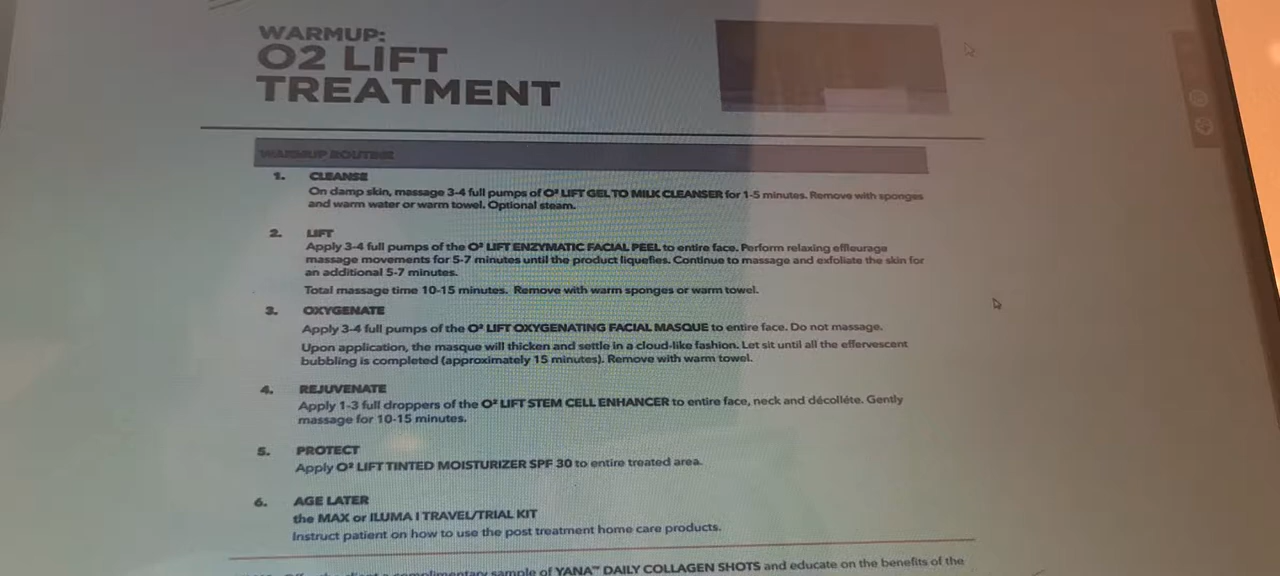 WARMUP:
O2 LIFT
TREATMENT
WARMUP ROUTINE
1. CLEANSE
On damp skin, massage 3-4 full pumps of O² LIFT GEL TO MILK CLEANSER for 1-5 minutes. Remove with sponges
and warm water or warm towel. Optional steam.
2. LIFT
Apply 3-4 full pumps of the O² LIFT ENZYMATIC FACIAL PEEL to entire face. Perform relaxing effleurage
massage movements for 5-7 minutes until the product liquefies. Continue to massage and exfoliate the skin for
an additional 5-7 minutes.
Total massage time 10-15 minutes. Remove with warm sponges or warm towel.
3. OXYGENATE
Apply 3-4 full pumps of the O² LIFT OXYGENATING FACIAL MASQUE to entire face. Do not massage.
Upon application, the masque will thicken and settle in a cloud-like fashion. Let sit until all the effervescent
bubbling is completed (approximately 15 minutes). Remove with warm towel.
4. REJUVENATE
Apply 1-3 full droppers of the O² LIFT STEM CELL ENHANCER to entire face, neck and décolléte. Gently
massage for 10-15 minutes.
5. PROTECT
Apply O² LIFT TINTED MOISTURIZER SPF 30 to entire treated area.
6. AGE LATER
the MAX or ILUMA I TRAVEL/TRIAL KIT
Instruct patient on how to use the post treatment home care products.
complimentary sample of YANA™ DAILY COLLAGEN SHOTS and educate on the benefits of the